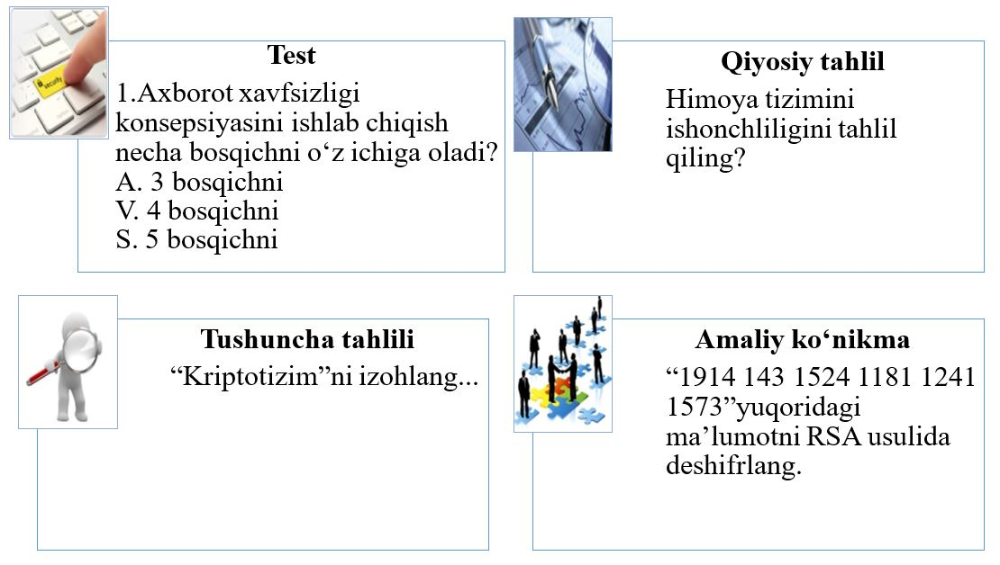 security
Test
1.Axborot xavfsizligi
konsepsiyasini ishlab chiqish
necha bosqichni o‘z ichiga oladi?
A. 3 bosqichni
V. 4 bosqichni
S. 5 bosqichni
Qiyosiy tahlil
Himoya tizimini
ishonchliligini tahlil
qiling?
Tushuncha tahlili
“Kriptotizim”ni izohlang...
Amaliy ko‘nikma
“1914 143 1524 1181 1241
1573”yuqoridagi
ma’lumotni RSA usulida
deshifrlang.